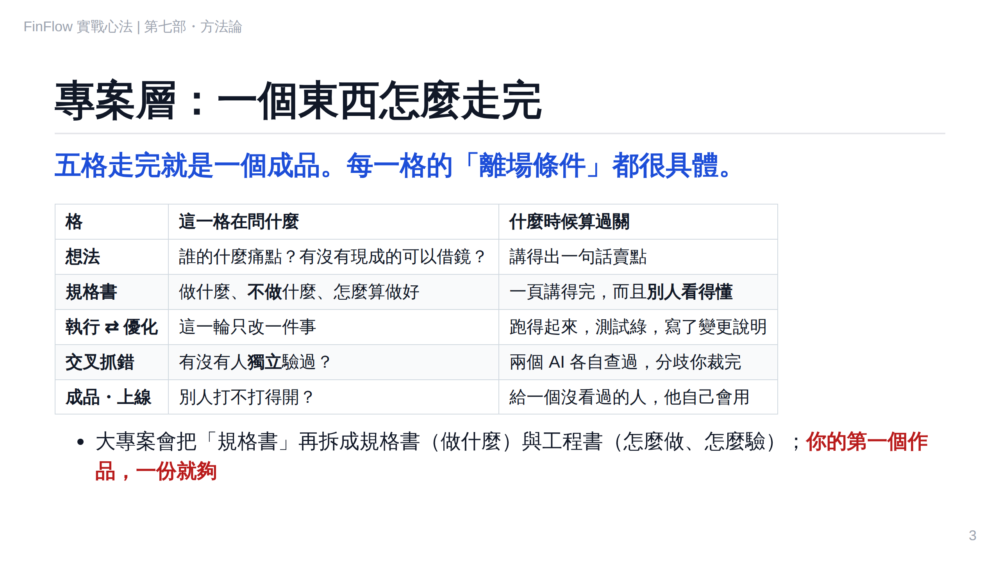 FinFlow 實戰心法 | 第七部・方法論
專案層：一個東西怎麼走完
五格走完就是一個成品。每一格的「離場條件」都很具體。
格 這一格在問什麼 什麼時候算過關
想法 誰的什麼痛點？有沒有現成的可以借鏡？ 講得出一句話賣點
規格書 做什麼、不做什麼、怎麼算做好 一頁講得完，而且別人看得懂
執行 ⇄ 優化 這一輪只改一件事 跑得起來，測試綠，寫了變更說明
交叉抓錯 有沒有人獨立驗過？ 兩個 AI 各自查過，分歧你裁完
成品・上線 別人打不打得開？ 給一個沒看過的人，他自己會用
• 大專案會把「規格書」再拆成規格書（做什麼）與工程書（怎麼做、怎麼驗）；你的第一個作
品，一份就夠
3